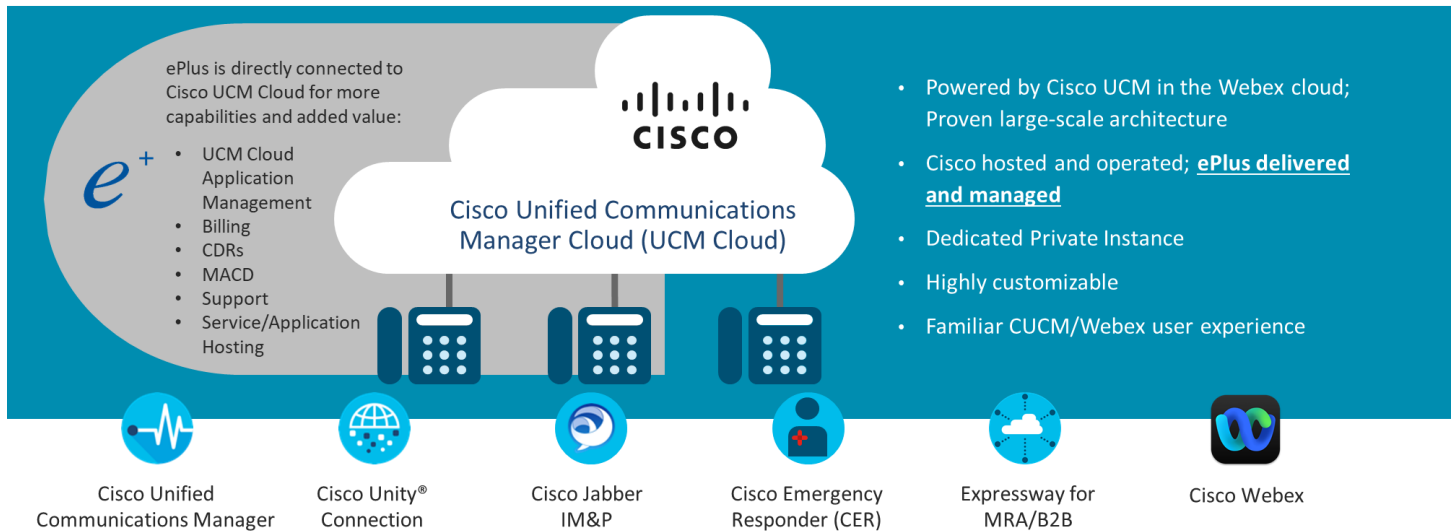 ePlus is directly connected to
Cisco UCM Cloud for more
capabilities and added value:
e+
• UCM Cloud
Application
Management
• Billing
• CDRs
• MACD
• Support
• Service/Application
Hosting
CISCO
Cisco Unified Communications
Manager Cloud (UCM Cloud)
• Powered by Cisco UCM in the Webex cloud;
Proven large-scale architecture
• Cisco hosted and operated; ePlus delivered
and managed
• Dedicated Private Instance
• Highly customizable
• Familiar CUCM/Webex user experience
Cisco Unified
Communications Manager
Cisco Unity®
Connection
Cisco Jabber
IM&P
Cisco Emergency
Responder (CER)
Expressway for
MRA/B2B
Cisco Webex